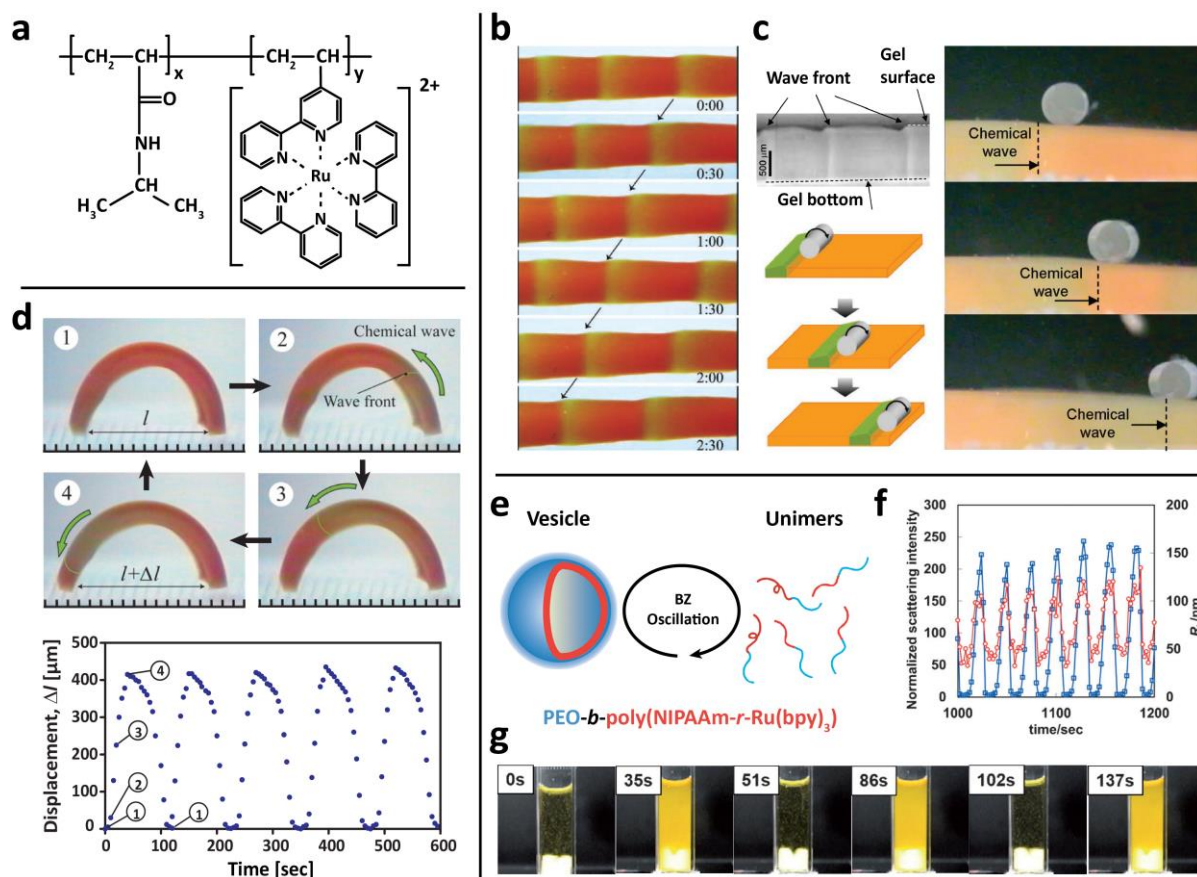 a
CH₂
CH
x
CH₂
CH
y
2+
O
NH
CH
H₃C
CH₃
N
N
N
N
N
N
Ru
b
0:00
0:30
1:00
1:30
2:00
2:30
c
Gel
surface
Wave front
500 µm
Gel bottom
Chemical
wave
Chemical
wave
Chemical
wave
d
1
2
Chemical wave
Wave front
l
4
3
l+Δl
Displacement, Δl [µm]
500
400
300
200
100
0
4
3
2
1
1
0 100 200 300 400 500 600
Time [sec]
e
Vesicle
Unimers
BZ
Oscillation
PEO-b-poly(NIPAAm-r-Ru(bpy)₃)
f
Normalized scattering intensity
300
250
200
150
100
50
0
200
150
100
50
0
/nm
1000 1100 1200
time/sec
g
0s
35s
51s
86s
102s
137s